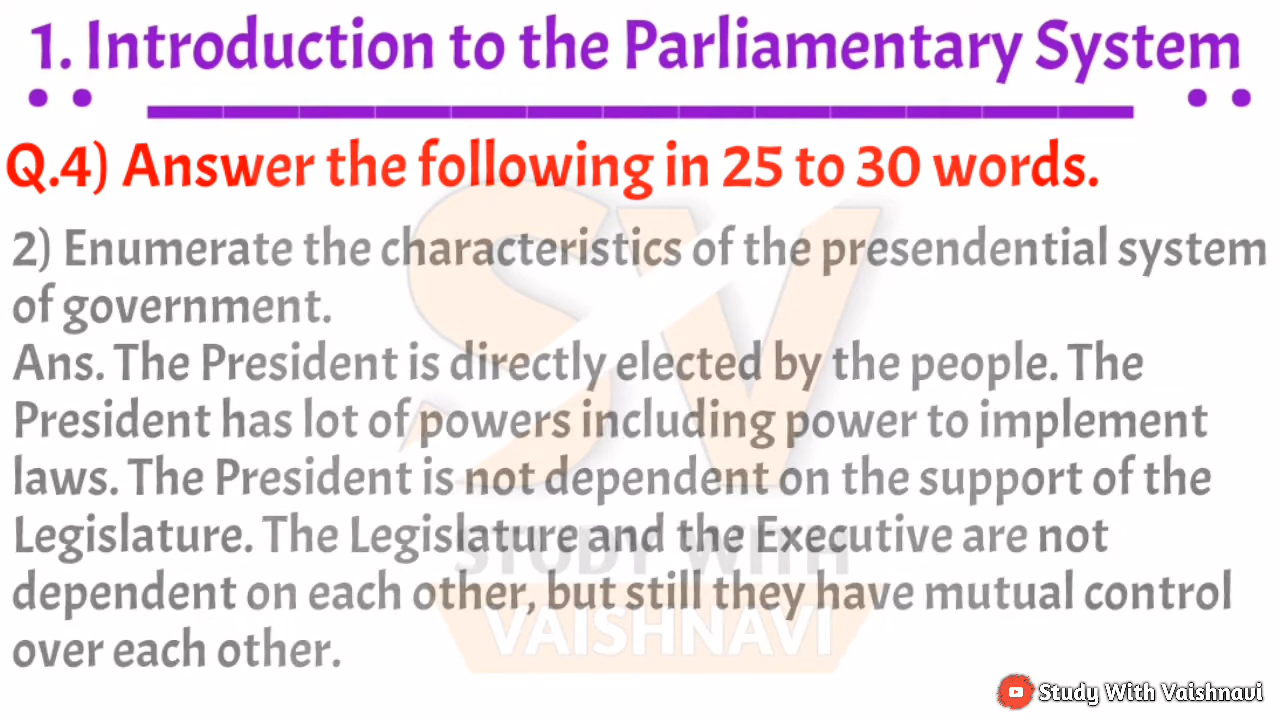 1. Introduction to the Parliamentary System
Q.4) Answer the following in 25 to 30 words.
2) Enumerate the characteristics of the presendential system
of government.
Ans. The President is directly elected by the people. The
President has lot of powers including power to implement
laws. The President is not dependent on the support of the
Legislature. The Legislature and the Executive are not
dependent on each other, but still they have mutual control
over each other.
SV
STUDY WITH
VAISHNAVI
Study With Vaishnavi